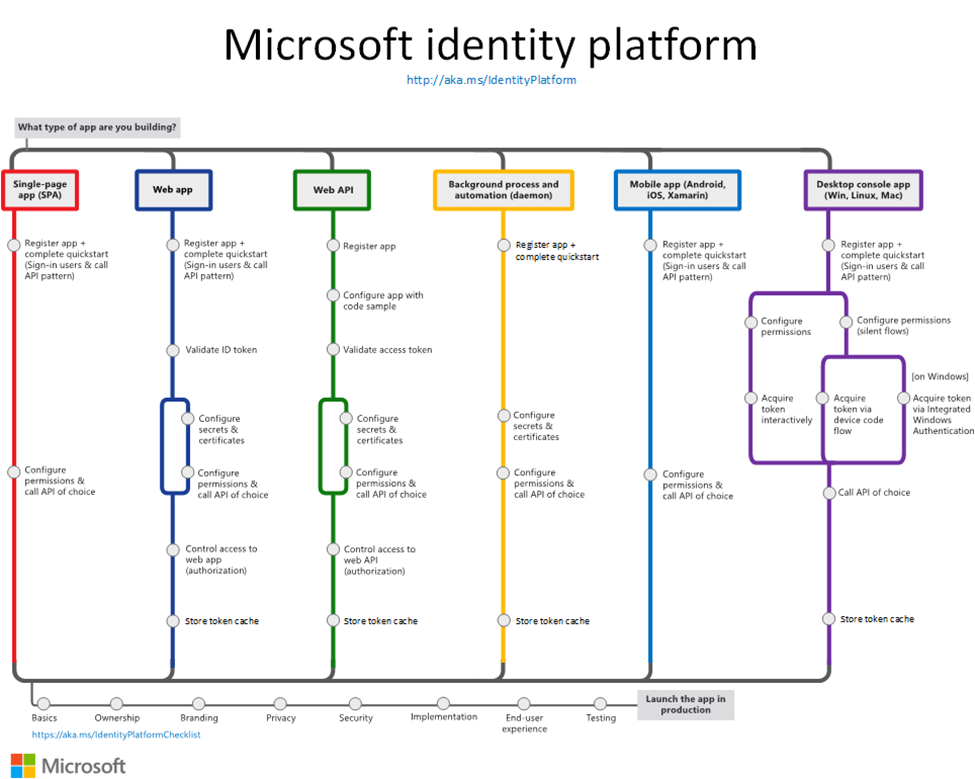 Microsoft identity platform
http://aka.ms/IdentityPlatform
What type of app are you building?
Single-page
app (SPA)
Web app
Web API
Background process and
automation (daemon)
Mobile app (Android,
iOS, Xamarin)
Desktop console app
(Win, Linux, Mac)
Register app +
complete quickstart
(Sign-in users & call
API pattern)
Configure
permissions &
call API of choice
Register app +
complete quickstart
(Sign-in users & call
API pattern)
Validate ID token
Configure
secrets &
certificates
Configure
permissions &
call API of choice
Control access to
web app
(authorization)
Store token cache
Register app
Configure app with
code sample
Validate access token
Configure
secrets &
certificates
Configure
permissions &
call API of choice
Control access to
web API
(authorization)
Store token cache
Register app +
complete quickstart
Configure
secrets &
certificates
Configure
permissions &
call API of choice
Store token cache
Register app +
complete quickstart
(Sign-in users & call
API pattern)
Configure
permissions &
call API of choice
Register app +
complete quickstart
(Sign-in users & call
API pattern)
Configure
permissions
Configure permissions
(silent flows)
Acquire
token
interactively
Acquire
token via
device code
flow
[on Windows]
Acquire token
via Integrated
Windows
Authentication
Call API of choice
Store token cache
Basics
Ownership
Branding
Privacy
Security
Implementation
End-user
experience
Testing
Launch the app in
production
https://aka.ms/IdentityPlatformChecklist
Microsoft